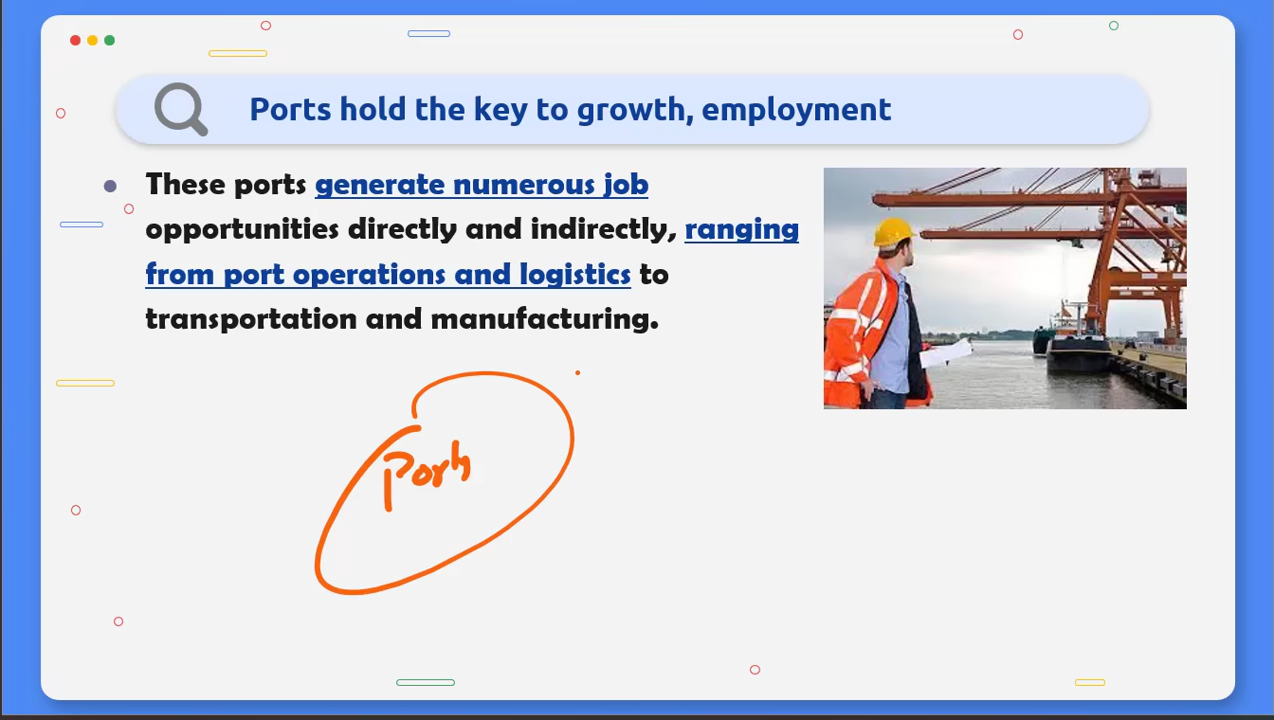 Ports hold the key to growth, employment
These ports generate numerous job
opportunities directly and indirectly, ranging
from port operations and logistics to
transportation and manufacturing.
Ports